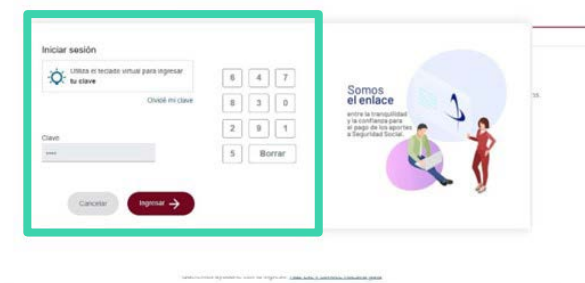 Iniciar sesión
Utiliza el teclado virtual para ingresar
tu clave
Olvidé mi clave
6 4 7
8 3 0
2 9 1
5 Borrar
Clave
Cancelar
Ingresar
Somos
el enlace
entre la tranquilidad
y la confianza para
el pago de los aportes
a Seguridad Social.